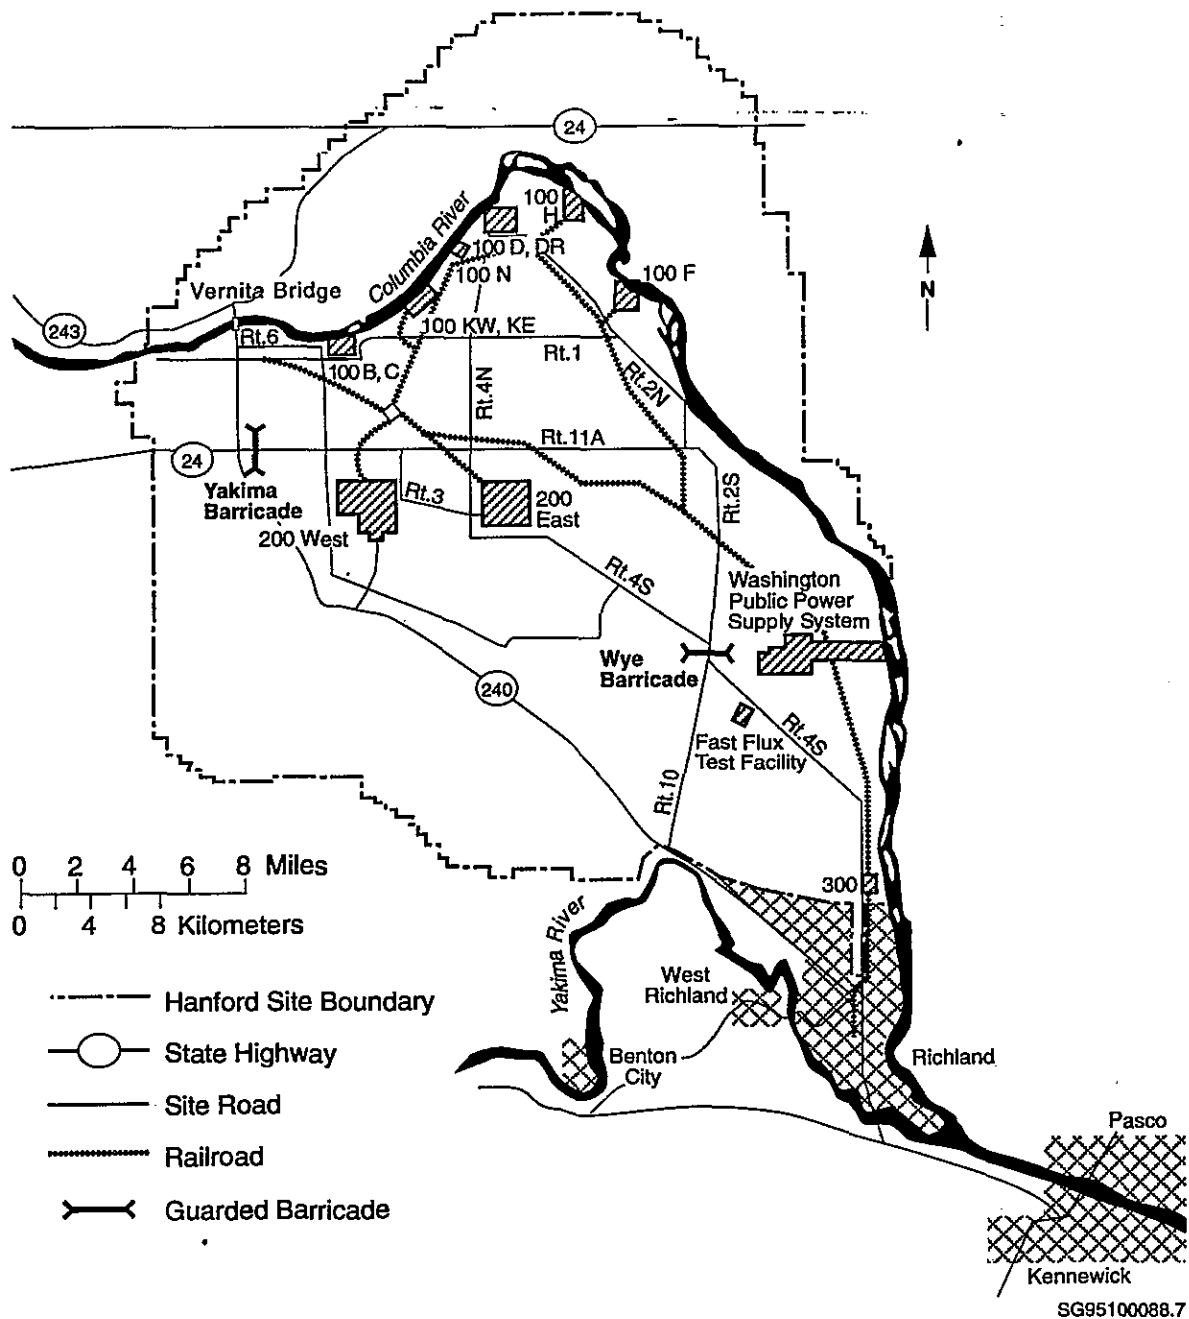 24
100
H
Columbia River
100 D, DR
100 N
100 F
N
Vernita Bridge
243
Rt.6
100 KW, KE
Rt.1
100 B, C
Rt.4N
Rt.2N
Rt.11A
24
Yakima
Barricade
Rt.3
200
East
Rt.2S
200 West
Rt.4S
Washington
Public Power
Supply System
Wye
Barricade
240
Rt.4S
Fast Flux
Test Facility
Rt.10
0 2 4 6 8 Miles
0 4 8 Kilometers
300
Yakima River
West
Richland
Hanford Site Boundary
State Highway
Benton
City
Richland
Site Road
Pasco
Railroad
Guarded Barricade
Kennewick
SG95100088.7